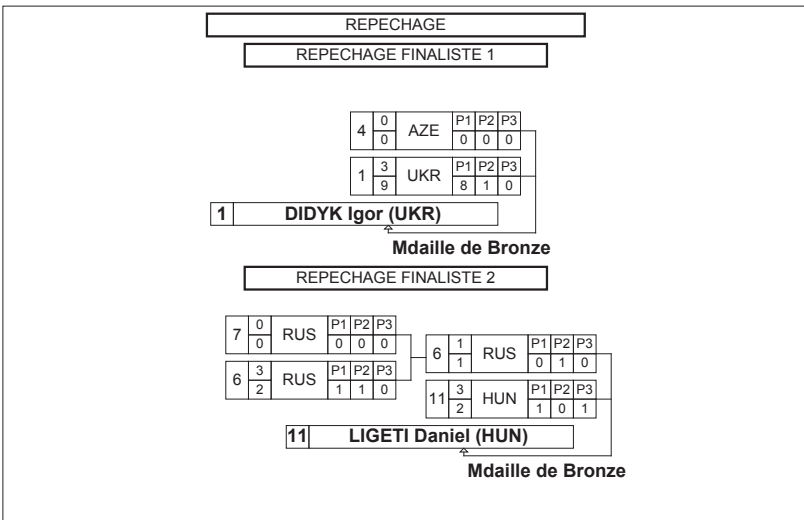 REPECHAGE
REPECHAGE FINALISTE 1
4 0 AZE P1 P2 P3
0 0 0 0
1 3 UKR P1 P2 P3
9 8 1 0
1 DIDYK Igor (UKR)
Mdaille de Bronze
REPECHAGE FINALISTE 2
7 0 RUS P1 P2 P3
0 0 0 0
6 3 RUS P1 P2 P3
2 1 1 0
6 1 RUS P1 P2 P3
1 0 1 0
11 3 HUN P1 P2 P3
2 1 0 1
11 LIGETI Daniel (HUN)
Mdaille de Bronze